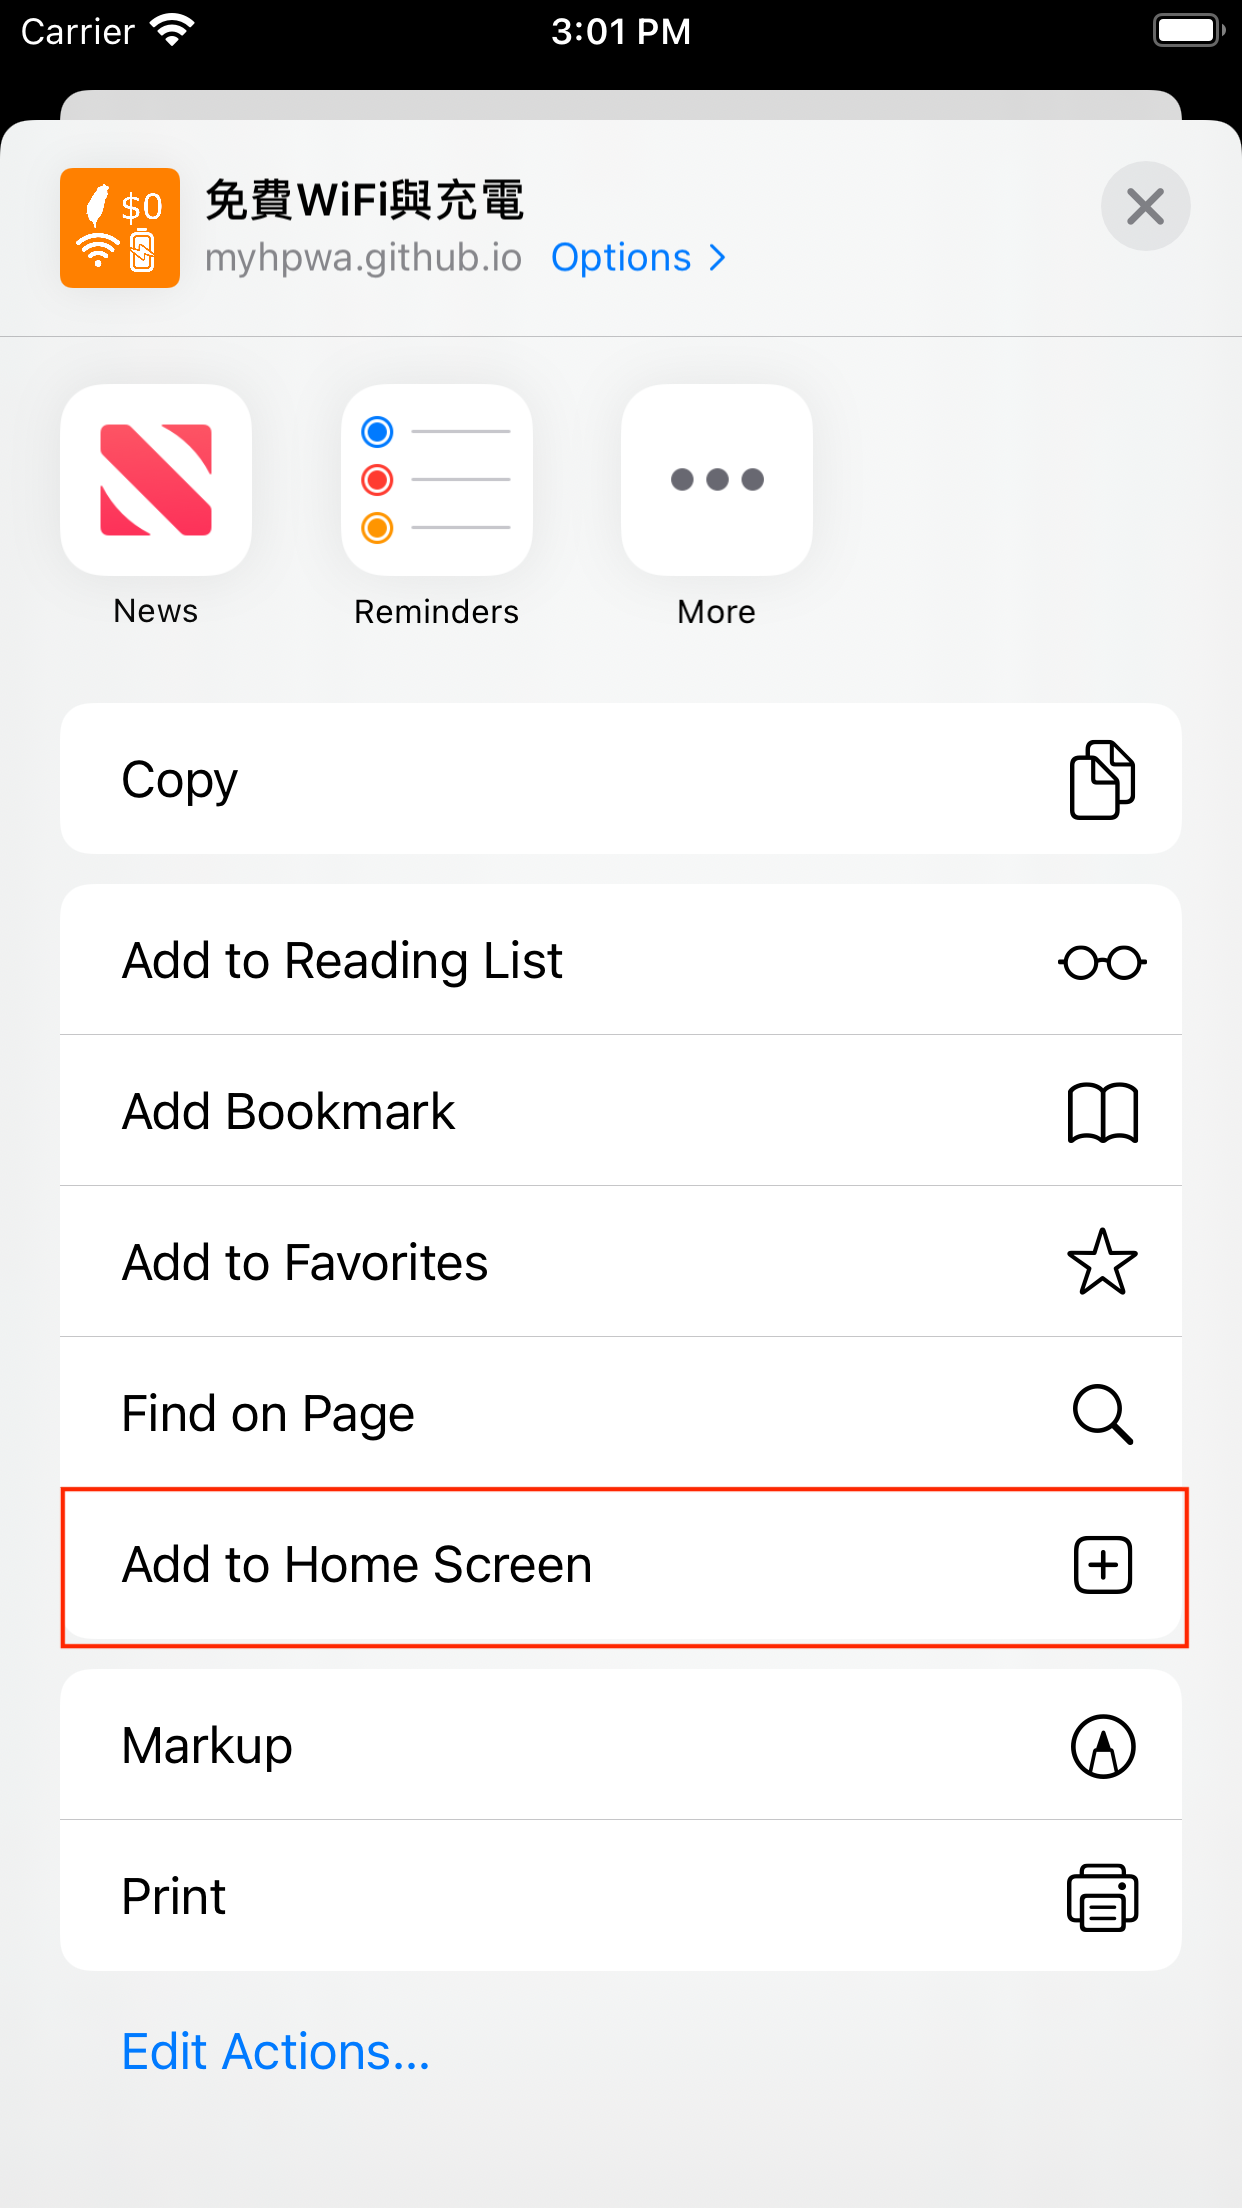 Carrier 3:01 PM
$0
免費WiFi與充電
myhpwa.github.io Options
News Reminders More
Copy
Add to Reading List
Add Bookmark
Add to Favorites
Find on Page
Add to Home Screen
Markup
Print
Edit Actions...